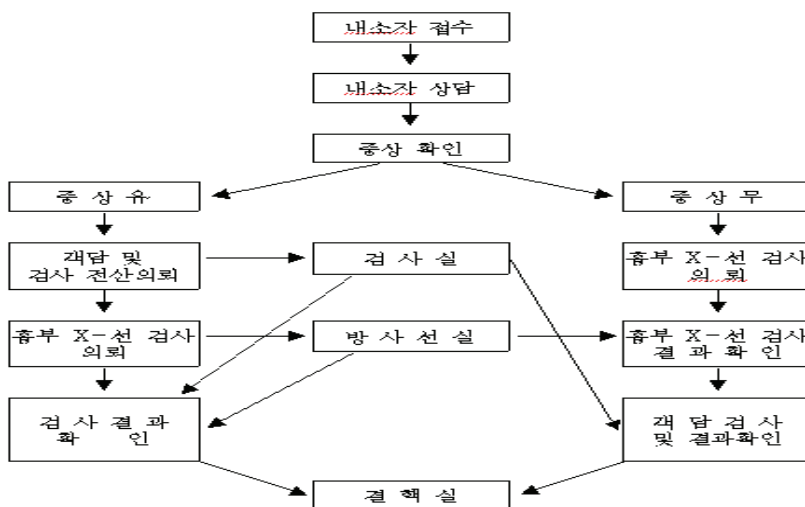 내소자 접수
내소자 상담
증상 확인
증 상 유
증 상 무
객담 및
검사 전산의뢰
검 사 실
흉부 X-선 검사
의 뢰
흉부 X-선 검사
의뢰
방 사 선 실
흉부 X-선 검사
결 과 확 인
검 사 결 과
확 인
객 담 검 사
및 결과확인
결 핵 실